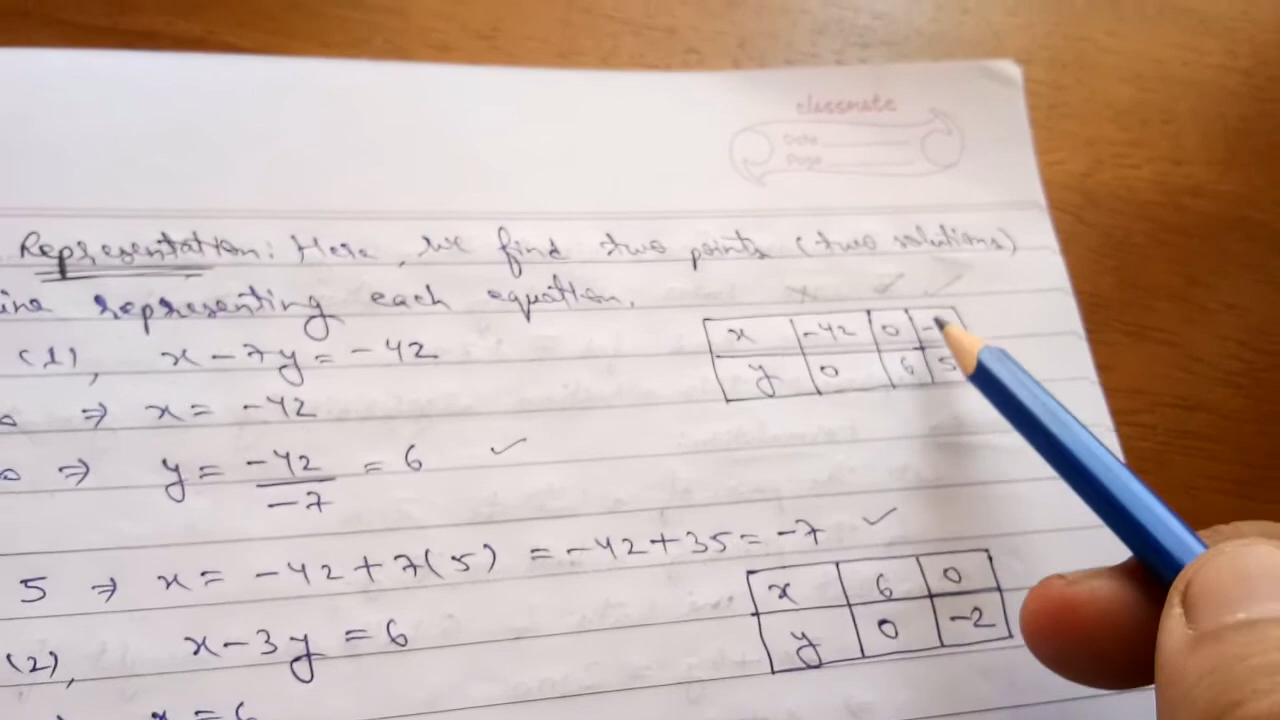 classmate
Date
Page
Representation: Here, we find two points (two solutions)
ine representing each equation.
(1), x - 7y = -42
x -42 0
y 0 6 5
⇒ x = -42
⇒ y = -42/-7 = 6 ✓
5 ⇒ x = -42 + 7(5) = -42 + 35 = -7 ✓
x 6 0
y 0 -2
(2), x - 3y = 6
x = 6